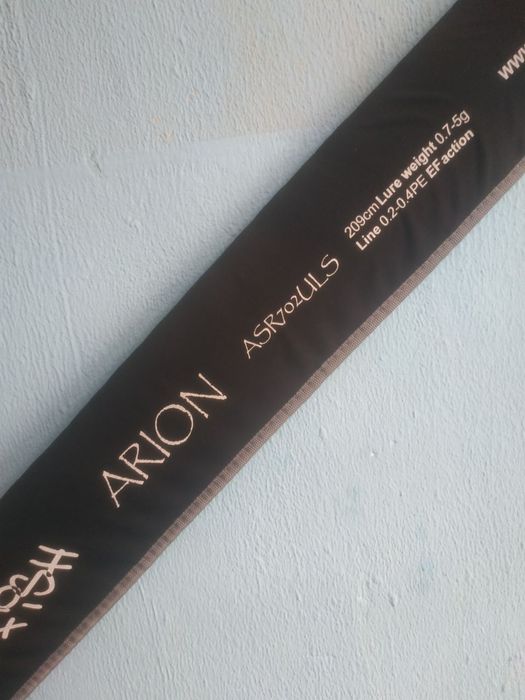 ARION
ASR702ULS
209cm Lure weight 0.7-5g
Line 0.2-0.4PE EF action